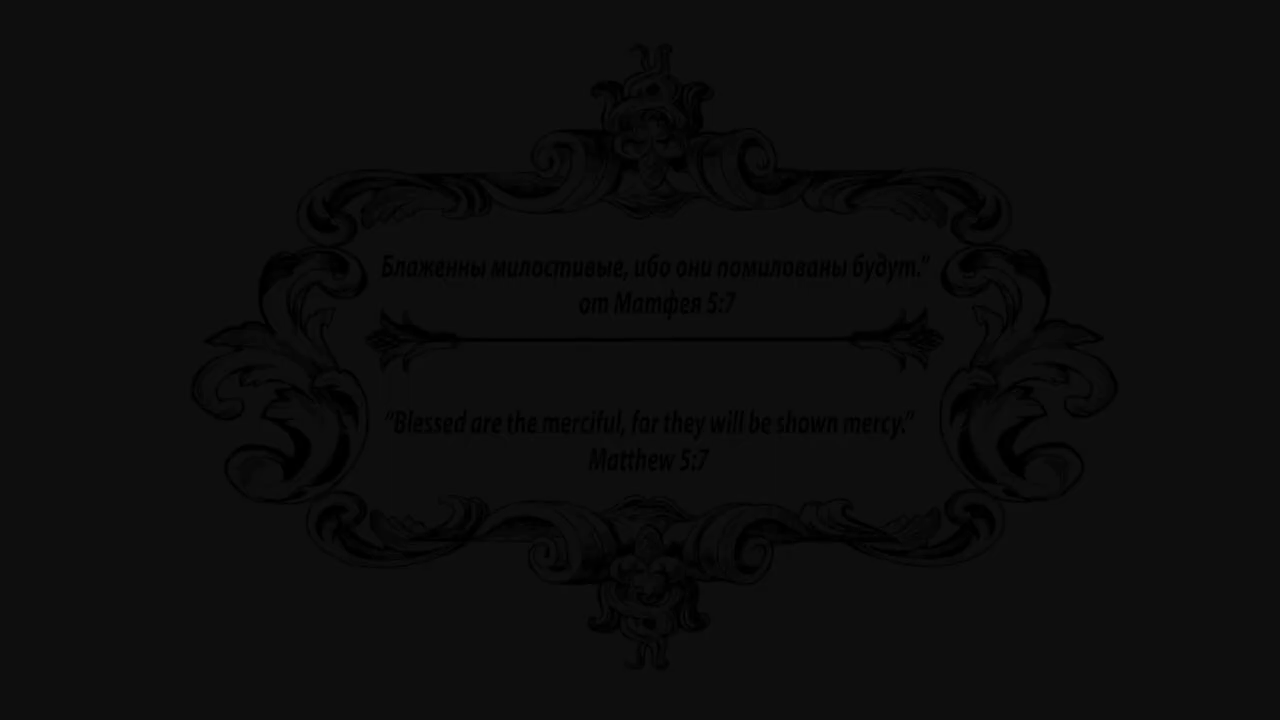 Блаженны милостивые, ибо они помилованы будут."
от Матфея 5:7
"Blessed are the merciful, for they will be shown mercy."
Matthew 5:7